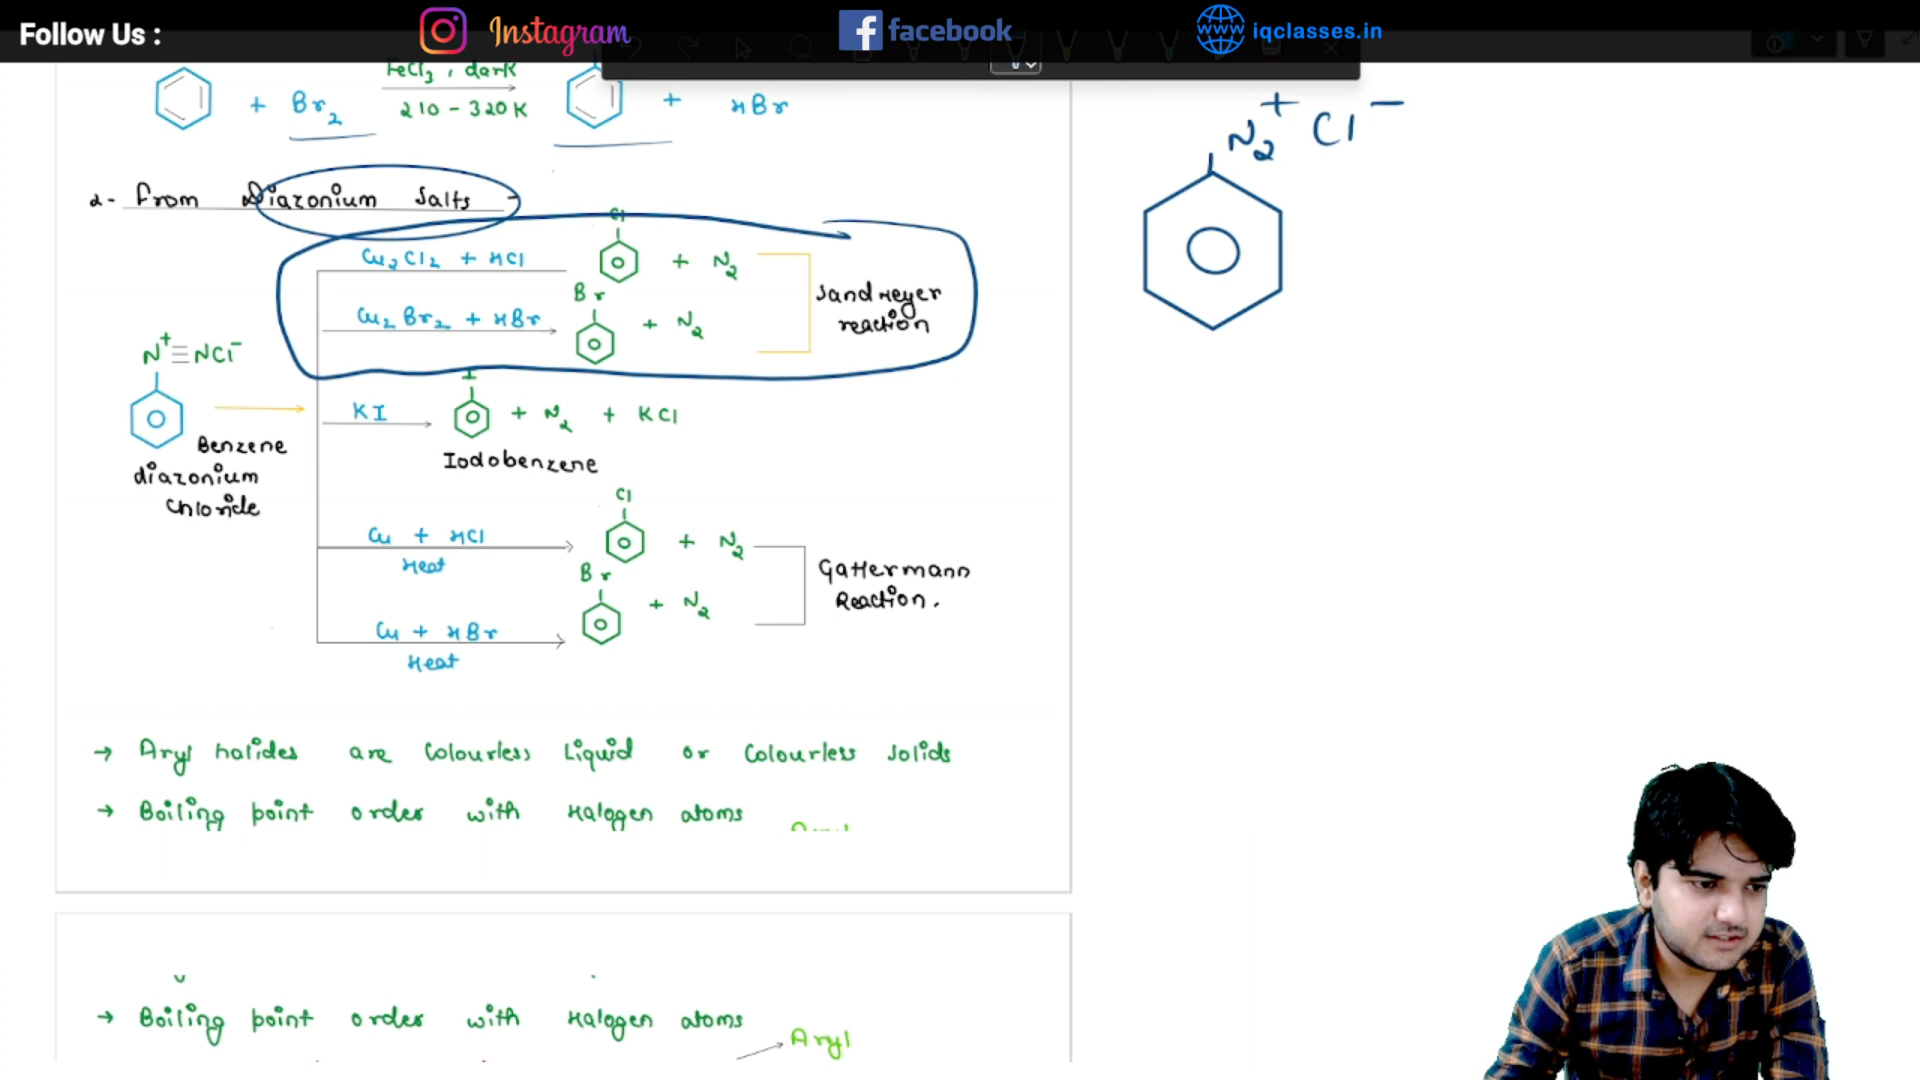 Follow Us :
Instagram
facebook
www iqclasses.in
FeCl3 , dark
+ Br2
210 - 320K
+ HBr
2- From Diazonium Salts -
Cu2Cl2 + HCl
Cl
+ N2
Br
Cu2Br2 + HBr
+ N2
Sandmeyer
reaction
N+≡NCl-
Benzene
diazonium
Chloride
KI
I
+ N2 + KCl
Iodobenzene
Cl
Cu + HCl
Heat
+ N2
Br
Cu + HBr
Heat
+ N2
Gattermann
Reaction.
→ Aryl halides are Colourless Liquid or Colourless Solids
→ Boiling point order with Halogen atoms
→ Boiling point order with Halogen atoms
Aryl
N2+ Cl-